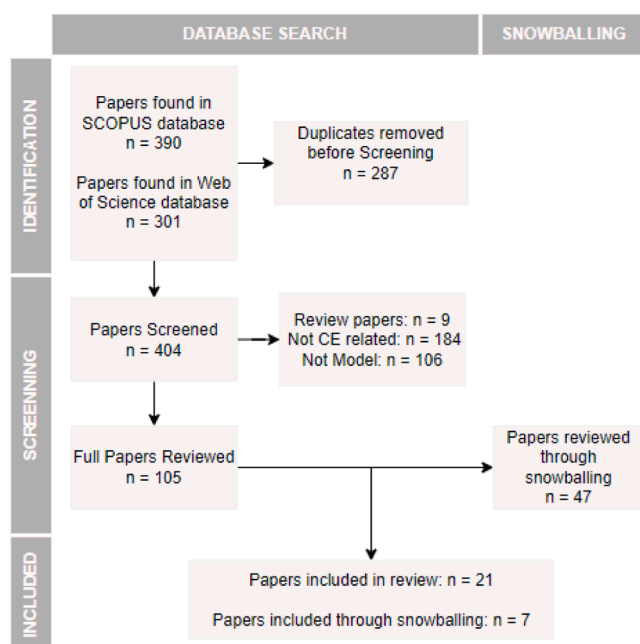 DATABASE SEARCH
SNOWBALLING
IDENTIFICATION
Papers found in
SCOPUS database
n = 390
Papers found in Web
of Science database
n = 301
Duplicates removed
before Screening
n = 287
SCREENNING
Papers Screened
n = 404
Review papers: n = 9
Not CE related: n = 184
Not Model: n = 106
Full Papers Reviewed
n = 105
Papers reviewed
through
snowballing
n = 47
INCLUDED
Papers included in review: n = 21
Papers included through snowballing: n = 7